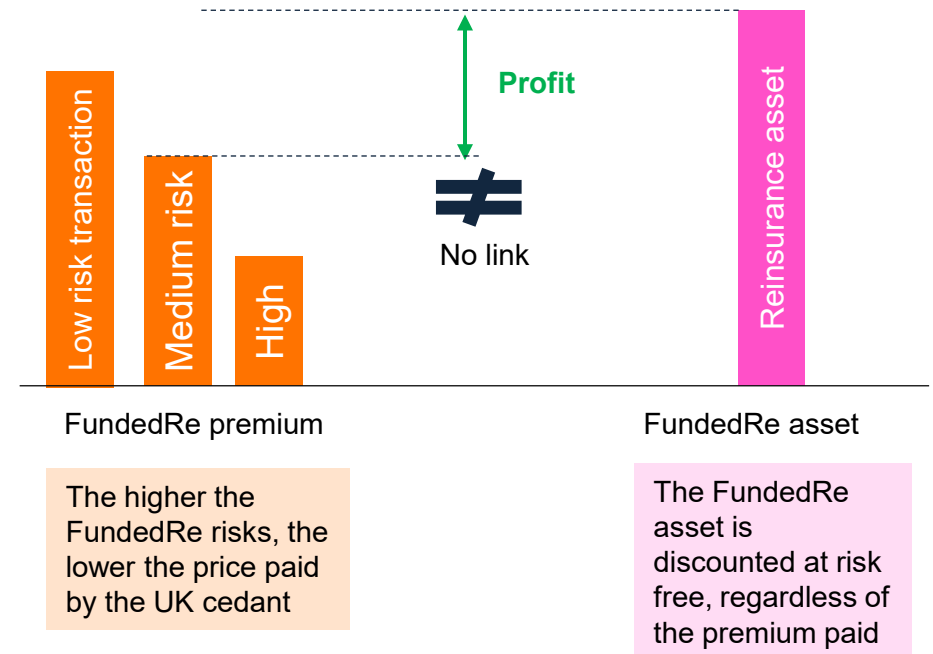 Low risk transaction
Medium risk
High
Profit
No link
Reinsurance asset
FundedRe premium
FundedRe asset
The higher the
FundedRe risks, the
lower the price paid
by the UK cedant
The FundedRe
asset is
discounted at risk
free, regardless of
the premium paid